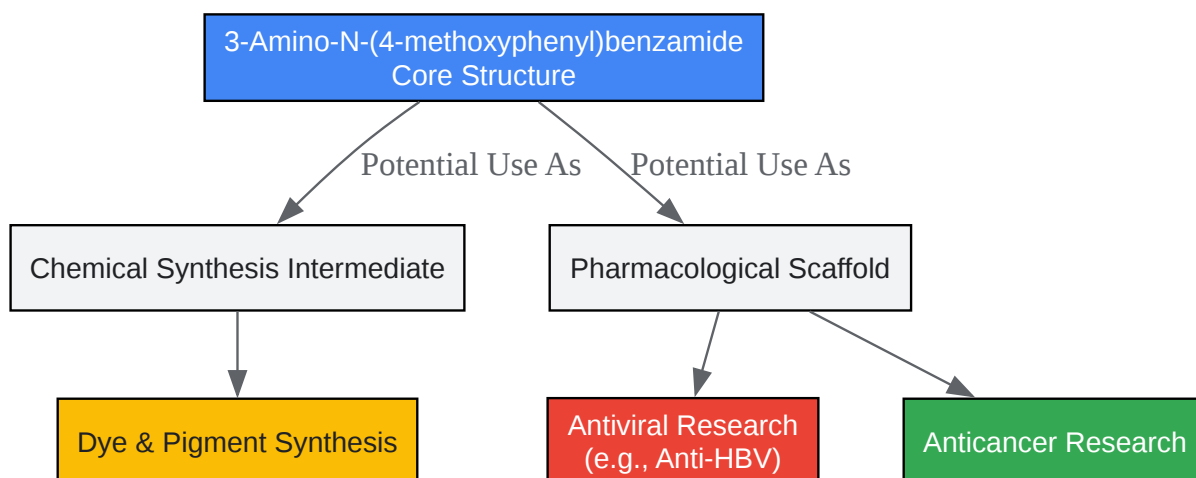 3-Amino-N-(4-methoxyphenyl)benzamide
Core Structure
Potential Use As
Potential Use As
Chemical Synthesis Intermediate
Pharmacological Scaffold
Dye & Pigment Synthesis
Antiviral Research
(e.g., Anti-HBV)
Anticancer Research